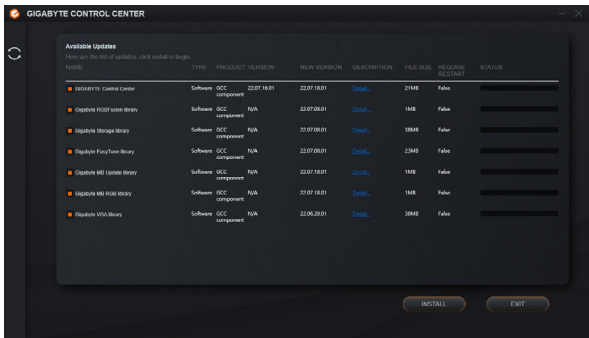 GIGABYTE CONTROL CENTER
Available Updates
Here are the list of updates, click install to begin.
NAME TYPE PRODUCT VERSION NEW VERSION DESCRIPTION FILE SIZE REQUIRE RESTART STATUS
GIGABYTE Control Center Software GCC component 22.07.16.01 22.07.18.01 Detail... 21MB False
Gigabyte RGBFusion library Software GCC component N/A 22.07.08.01 Detail... 1MB False
Gigabyte Storage library Software GCC component N/A 22.07.08.01 Detail... 38MB False
Gigabyte EasyTune library Software GCC component N/A 22.07.08.01 Detail... 23MB False
Gigabyte MB Update library Software GCC component N/A 22.07.18.01 Detail... 1MB False
Gigabyte MB RGB library Software GCC component N/A 22.07.18.01 Detail... 1MB False
Gigabyte VGA library Software GCC component N/A 22.06.28.01 Detail... 30MB False
INSTALL EXIT